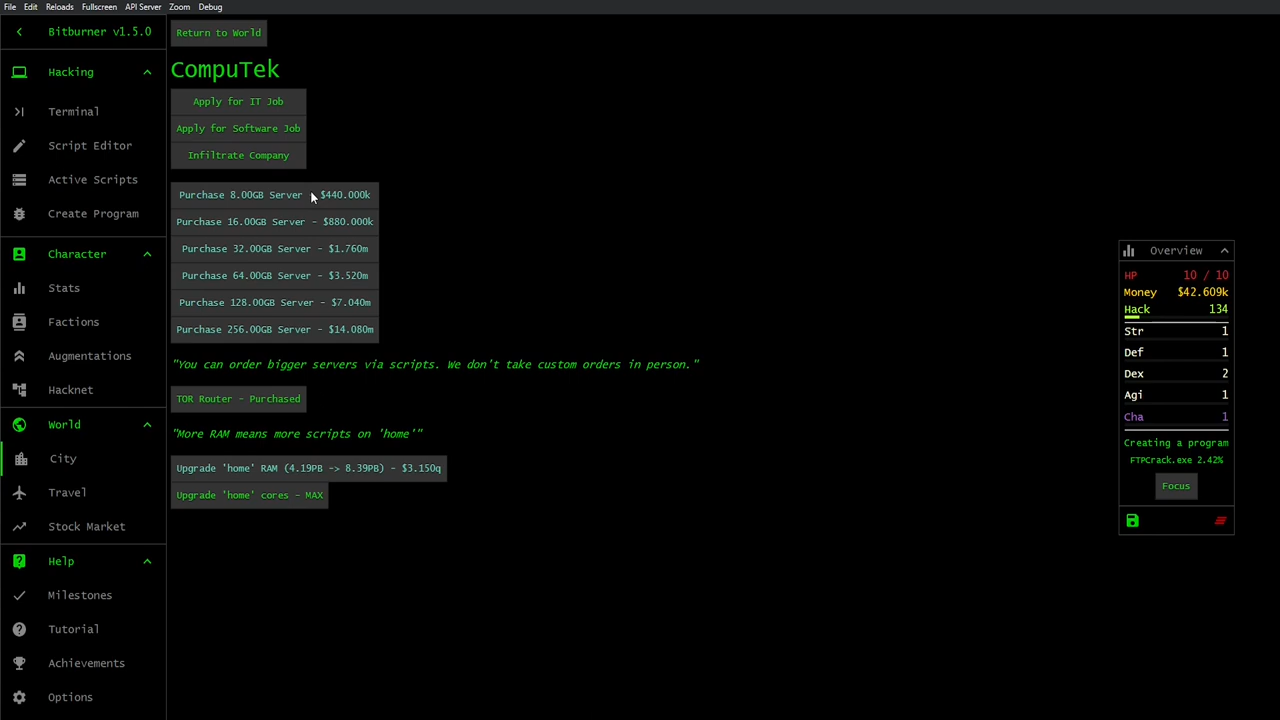 File Edit Reloads Fullscreen API Server Zoom Debug
Bitburner v1.5.0
Hacking
Terminal
Script Editor
Active Scripts
Create Program
Character
Stats
Factions
Augmentations
Hacknet
World
City
Travel
Stock Market
Help
Milestones
Tutorial
Achievements
Options
Return to World
CompuTek
Apply for IT Job
Apply for Software Job
Infiltrate Company
Purchase 8.00GB Server - $440.000k
Purchase 16.00GB Server - $880.000k
Purchase 32.00GB Server - $1.760m
Purchase 64.00GB Server - $3.520m
Purchase 128.00GB Server - $7.040m
Purchase 256.00GB Server - $14.080m
"You can order bigger servers via scripts. We don't take custom orders in person."
TOR Router - Purchased
"More RAM means more scripts on 'home'"
Upgrade 'home' RAM (4.19PB -> 8.39PB) - $3.150q
Upgrade 'home' cores - MAX
Overview
HP 10 / 10
Money $42.609k
Hack 134
Str 1
Def 1
Dex 2
Agi 1
Cha 1
Creating a program
FTPCrack.exe 2.42%
Focus